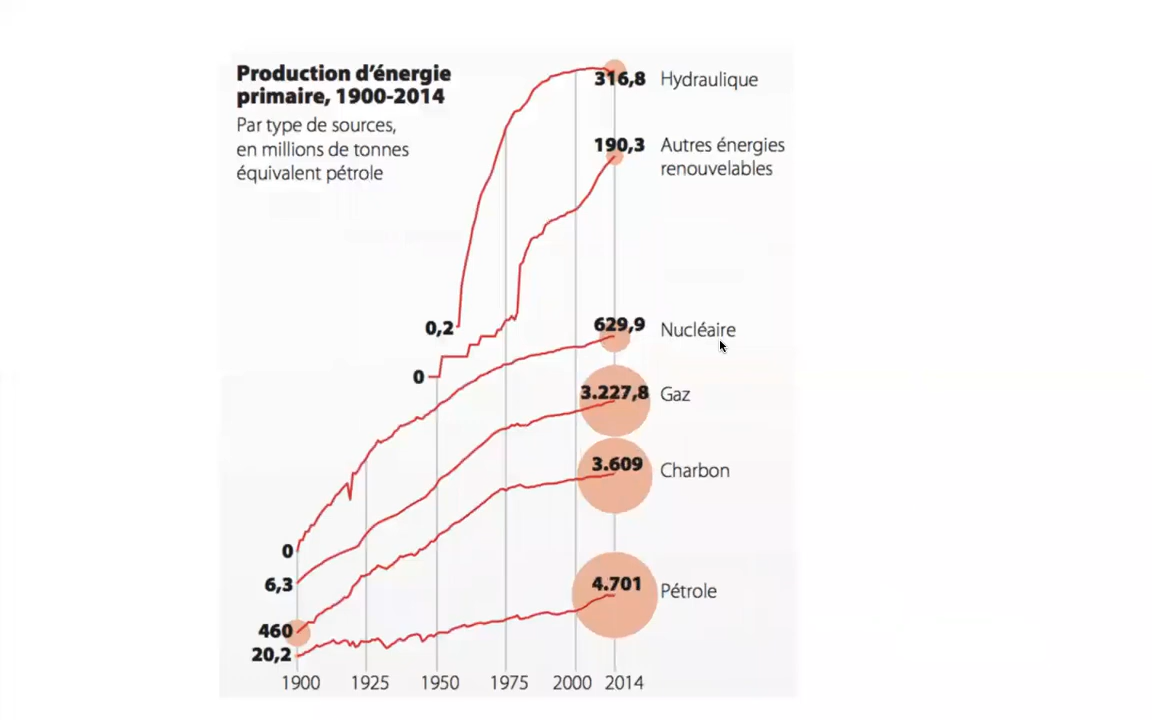 Production d'énergie
primaire, 1900-2014
Par type de sources,
en millions de tonnes
équivalent pétrole
316,8 Hydraulique
190,3 Autres énergies
renouvelables
0,2
629,9 Nucléaire
0
3.227,8 Gaz
3.609 Charbon
0
6,3
4.701 Pétrole
460
20,2
1900 1925 1950 1975 2000 2014